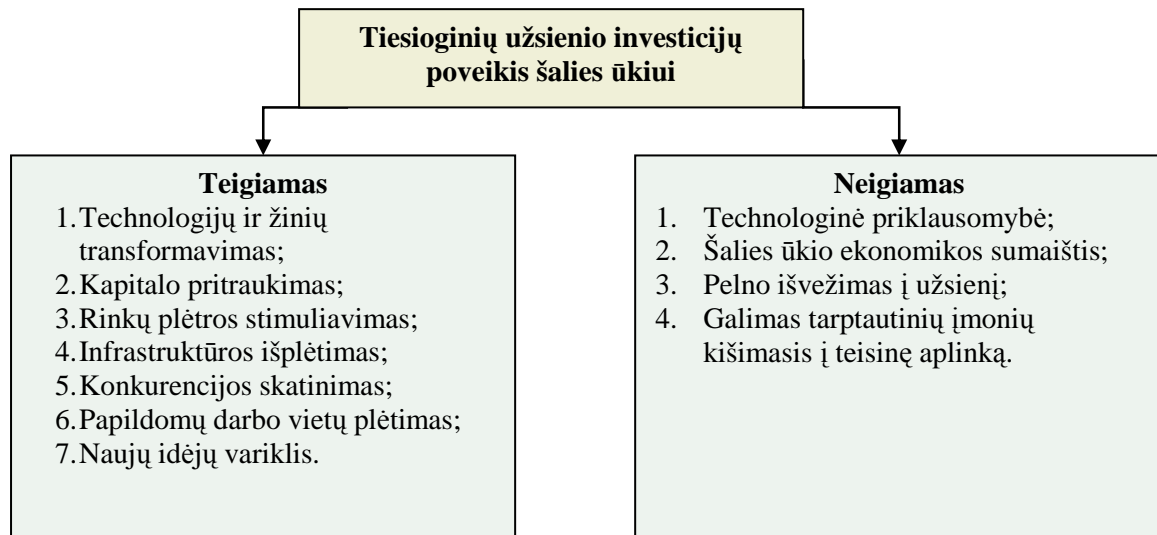 Tiesioginių užsienio investicijų
poveikis šalies ūkiui
Teigiamas
1. Technologijų ir žinių
transformavimas;
2. Kapitalo pritraukimas;
3. Rinkų plėtros stimuliavimas;
4. Infrastruktūros išplėtimas;
5. Konkurencijos skatinimas;
6. Papildomų darbo vietų plėtimas;
7. Naujų idėjų variklis.
Neigiamas
1. Technologinė priklausomybė;
2. Šalies ūkio ekonomikos sumaištis;
3. Pelno išvežimas į užsienį;
4. Galimas tarptautinių įmonių
kišimasis į teisinę aplinką.